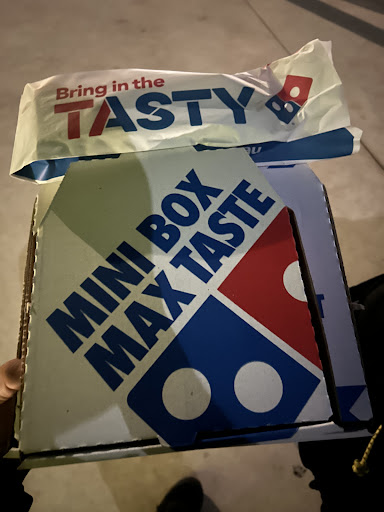 Bring in the
TASTY
MINI BOX
MAX TASTE